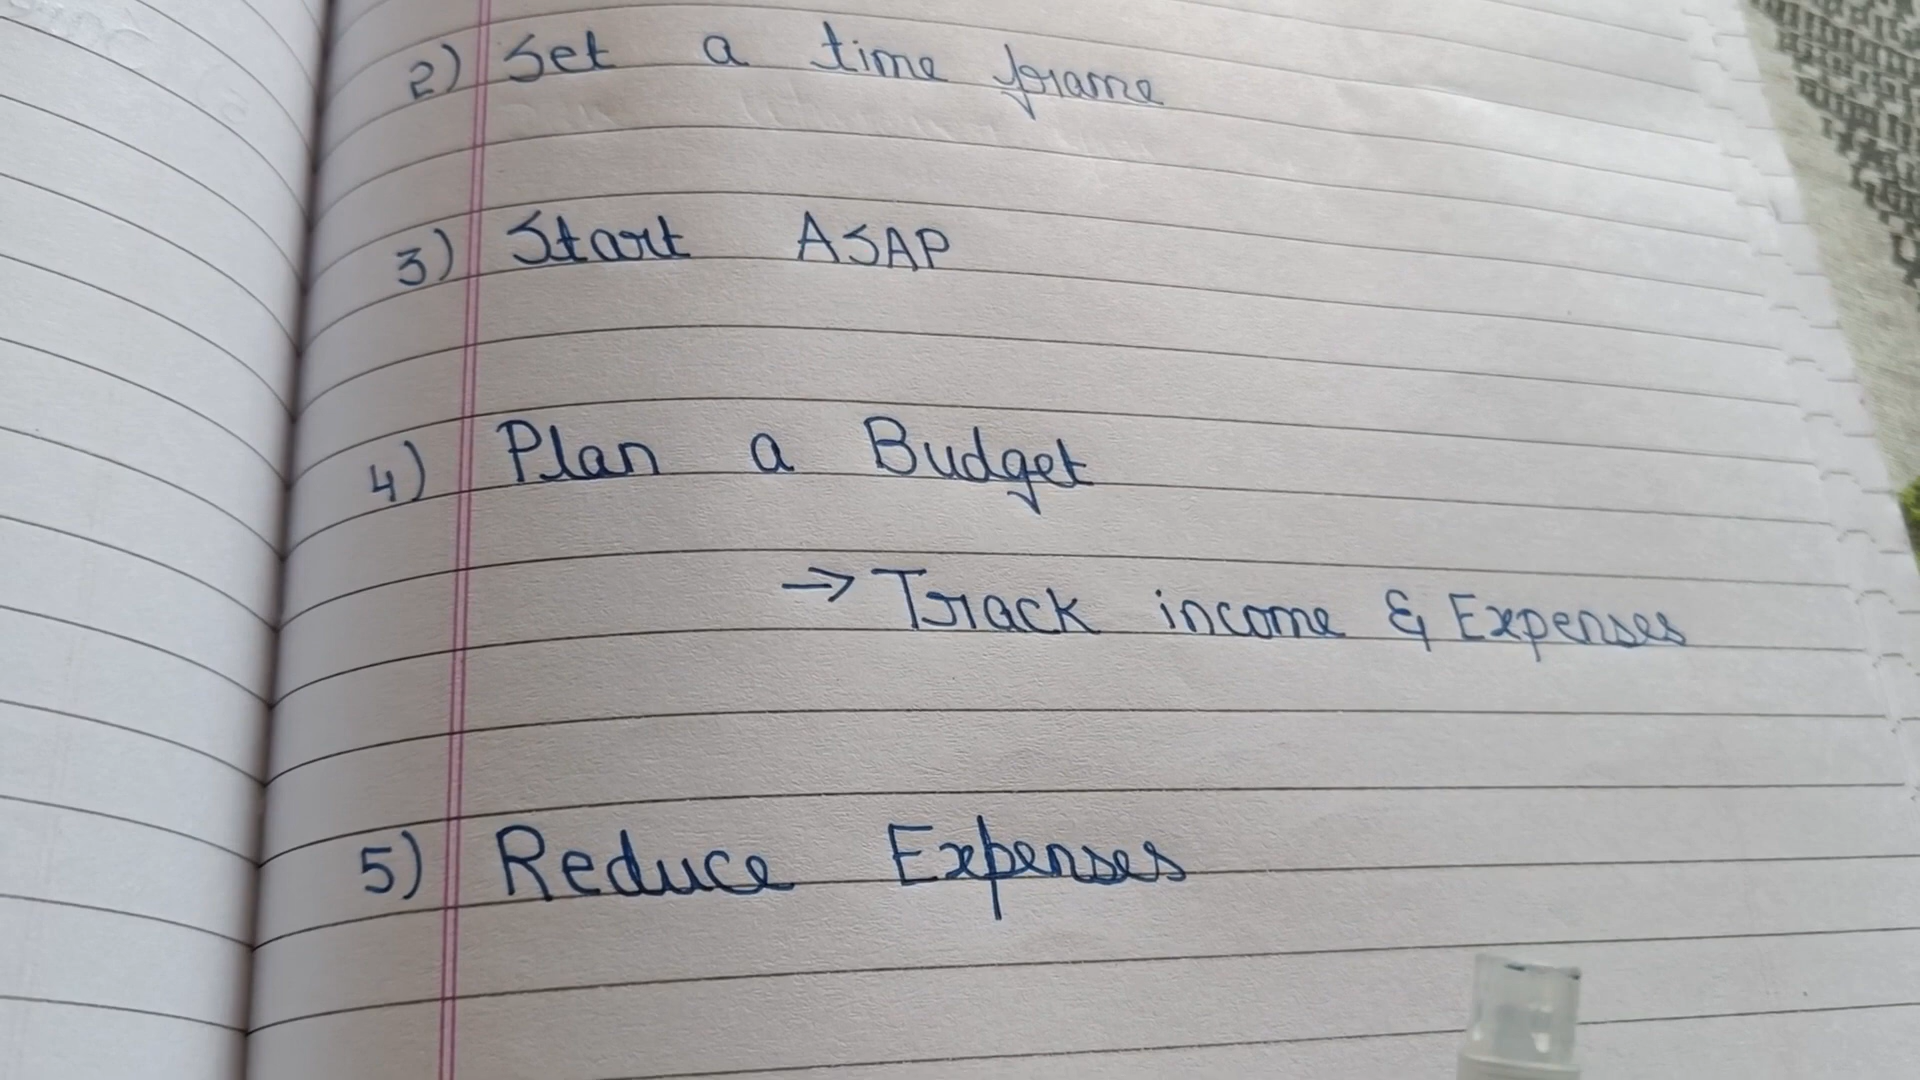 2) Set a time frame
3) Start ASAP
4) Plan a Budget
→ Track income & Expenses
5) Reduce Expenses